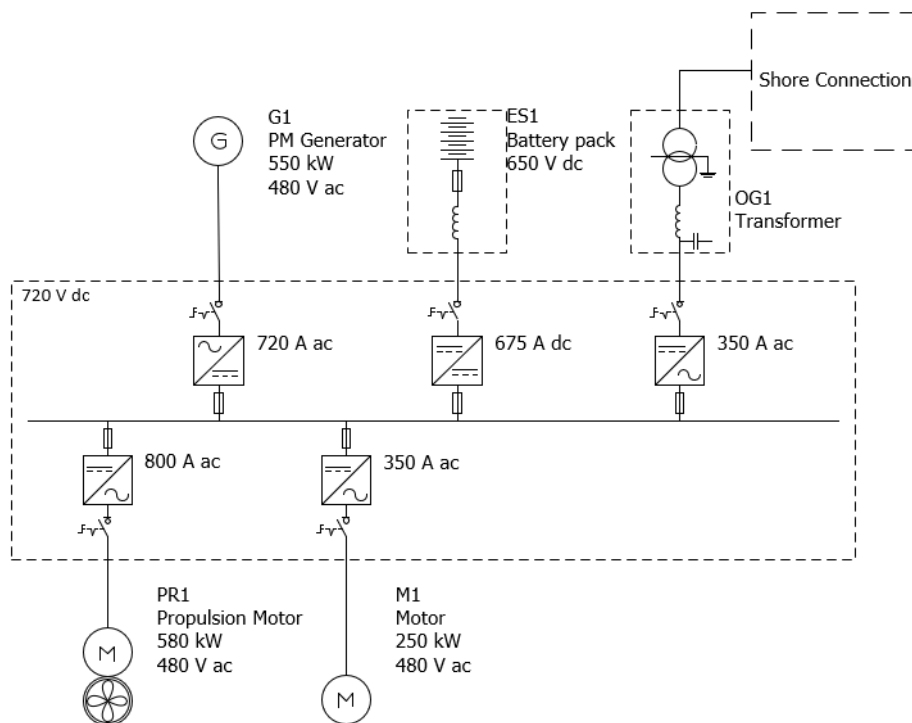 Shore Connection
G1
PM Generator
550 kW
480 V ac
G
ES1
Battery pack
650 V dc
OG1
Transformer
720 V dc
720 A ac
675 A dc
350 A ac
800 A ac
350 A ac
PR1
Propulsion Motor
580 kW
480 V ac
M
M1
Motor
250 kW
480 V ac
M